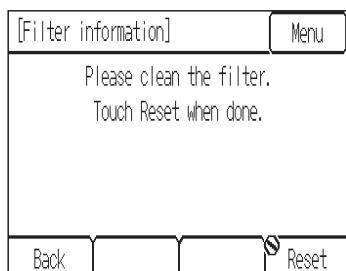 [Filter information]
Menu
Please clean the filter.
Touch Reset when done.
Back
Reset